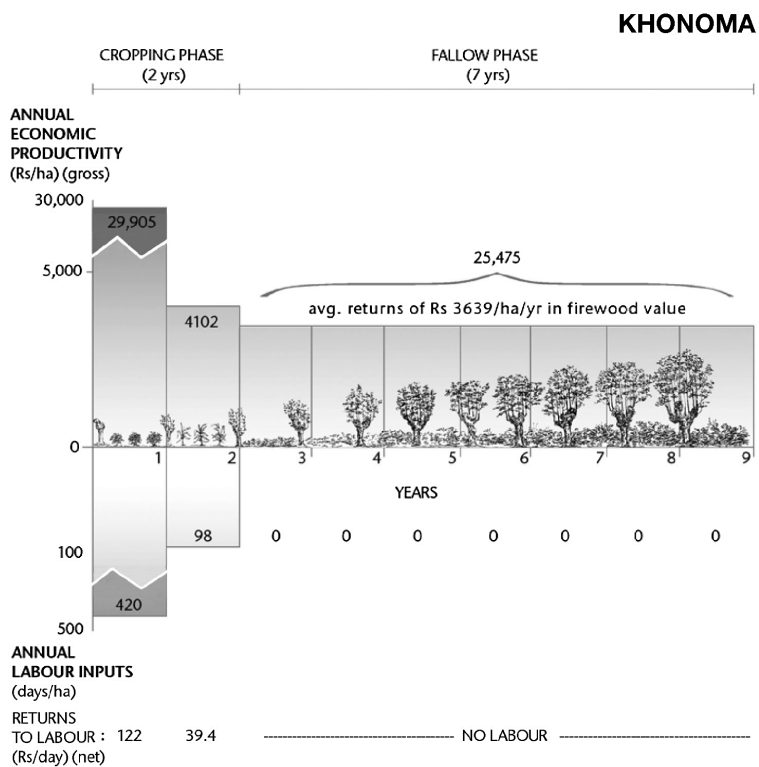 KHONOMA
CROPPING PHASE
(2 yrs)
FALLOW PHASE
(7 yrs)
ANNUAL
ECONOMIC
PRODUCTIVITY
(Rs/ha) (gross)
30,000
29,905
5,000
25,475
avg. returns of Rs 3639/ha/yr in firewood value
4102
0
1 2 3 4 5 6 7 8 9
YEARS
98 0 0 0 0 0 0 0
100
420
500
ANNUAL
LABOUR INPUTS
(days/ha)
RETURNS
TO LABOUR : 122 39.4 NO LABOUR
(Rs/day) (net)